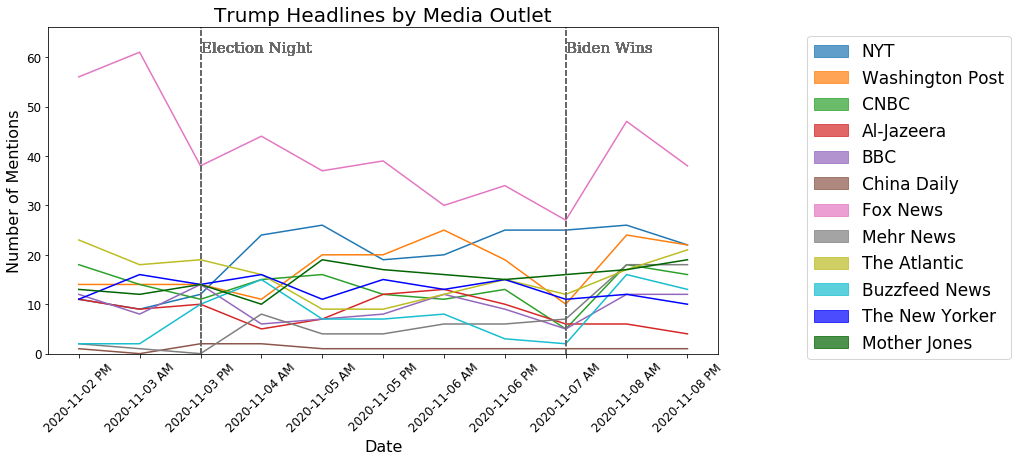 Trump Headlines by Media Outlet
Election Night
Biden Wins
Number of Mentions
60
50
40
30
20
10
0
2020-11-02 PM
2020-11-03 AM
2020-11-03 PM
2020-11-04 AM
2020-11-05 AM
2020-11-05 PM
2020-11-06 AM
2020-11-06 PM
2020-11-07 AM
2020-11-08 AM
2020-11-08 PM
Date
NYT
Washington Post
CNBC
Al-Jazeera
BBC
China Daily
Fox News
Mehr News
The Atlantic
Buzzfeed News
The New Yorker
Mother Jones